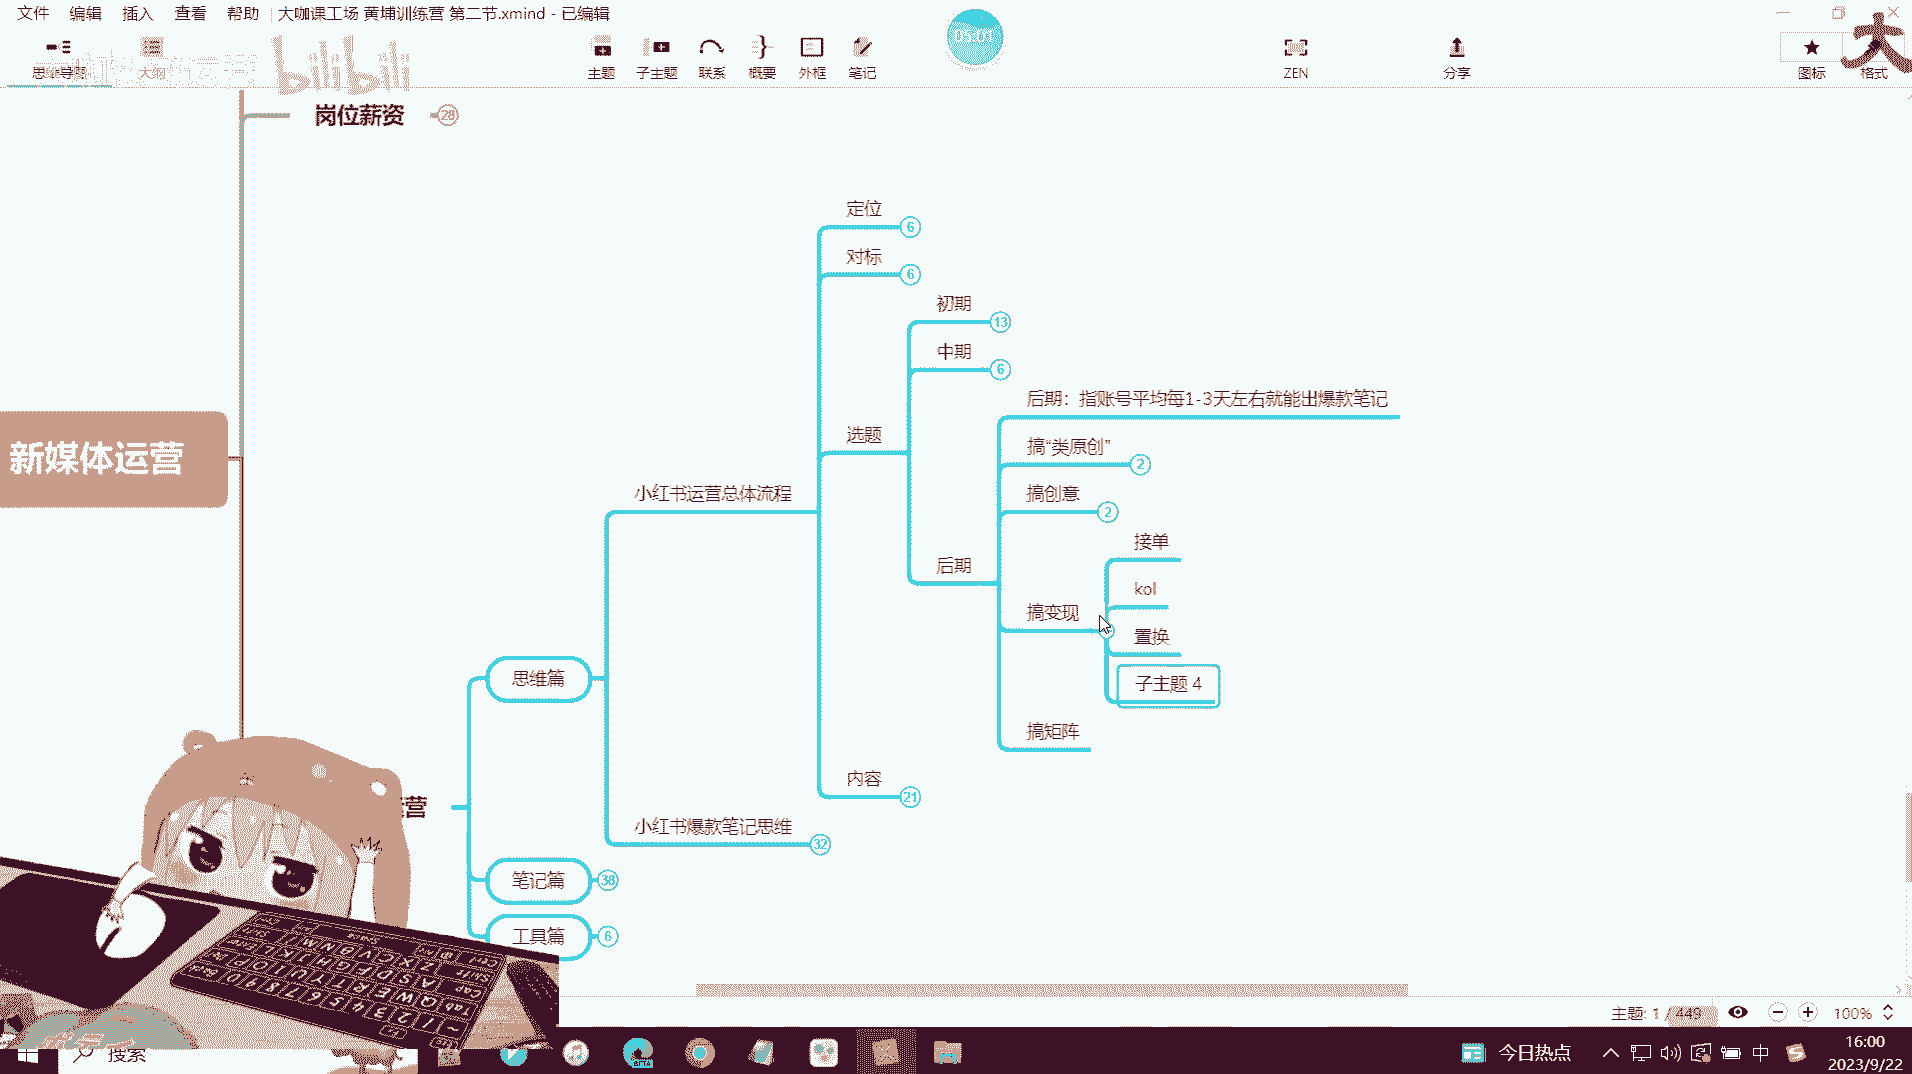 文件 编辑 插入 查看 帮助 大咖课工场 黄埔训练营 第二节.xmind - 已编辑
05:01
思维导图 大纲 bilibili 主题 子主题 联系 概要 外框 笔记 ZEN 分享 图标 格式
大
岗位薪资 28
定位 6
对标 6
初期 13
中期 6
后期：指账号平均每1-3天左右就能出爆款笔记
选题
搞“类原创” 2
新媒体运营
小红书运营总体流程
搞创意 2
接单
后期
kol
搞变现
置换
思维篇
子主题 4
搞矩阵
内容 21
营
小红书爆款笔记思维 32
笔记篇 38
工具篇 6
主题: 1 / 449 100%
搜索 BETA 今日热点 中 16:00
2023/9/22